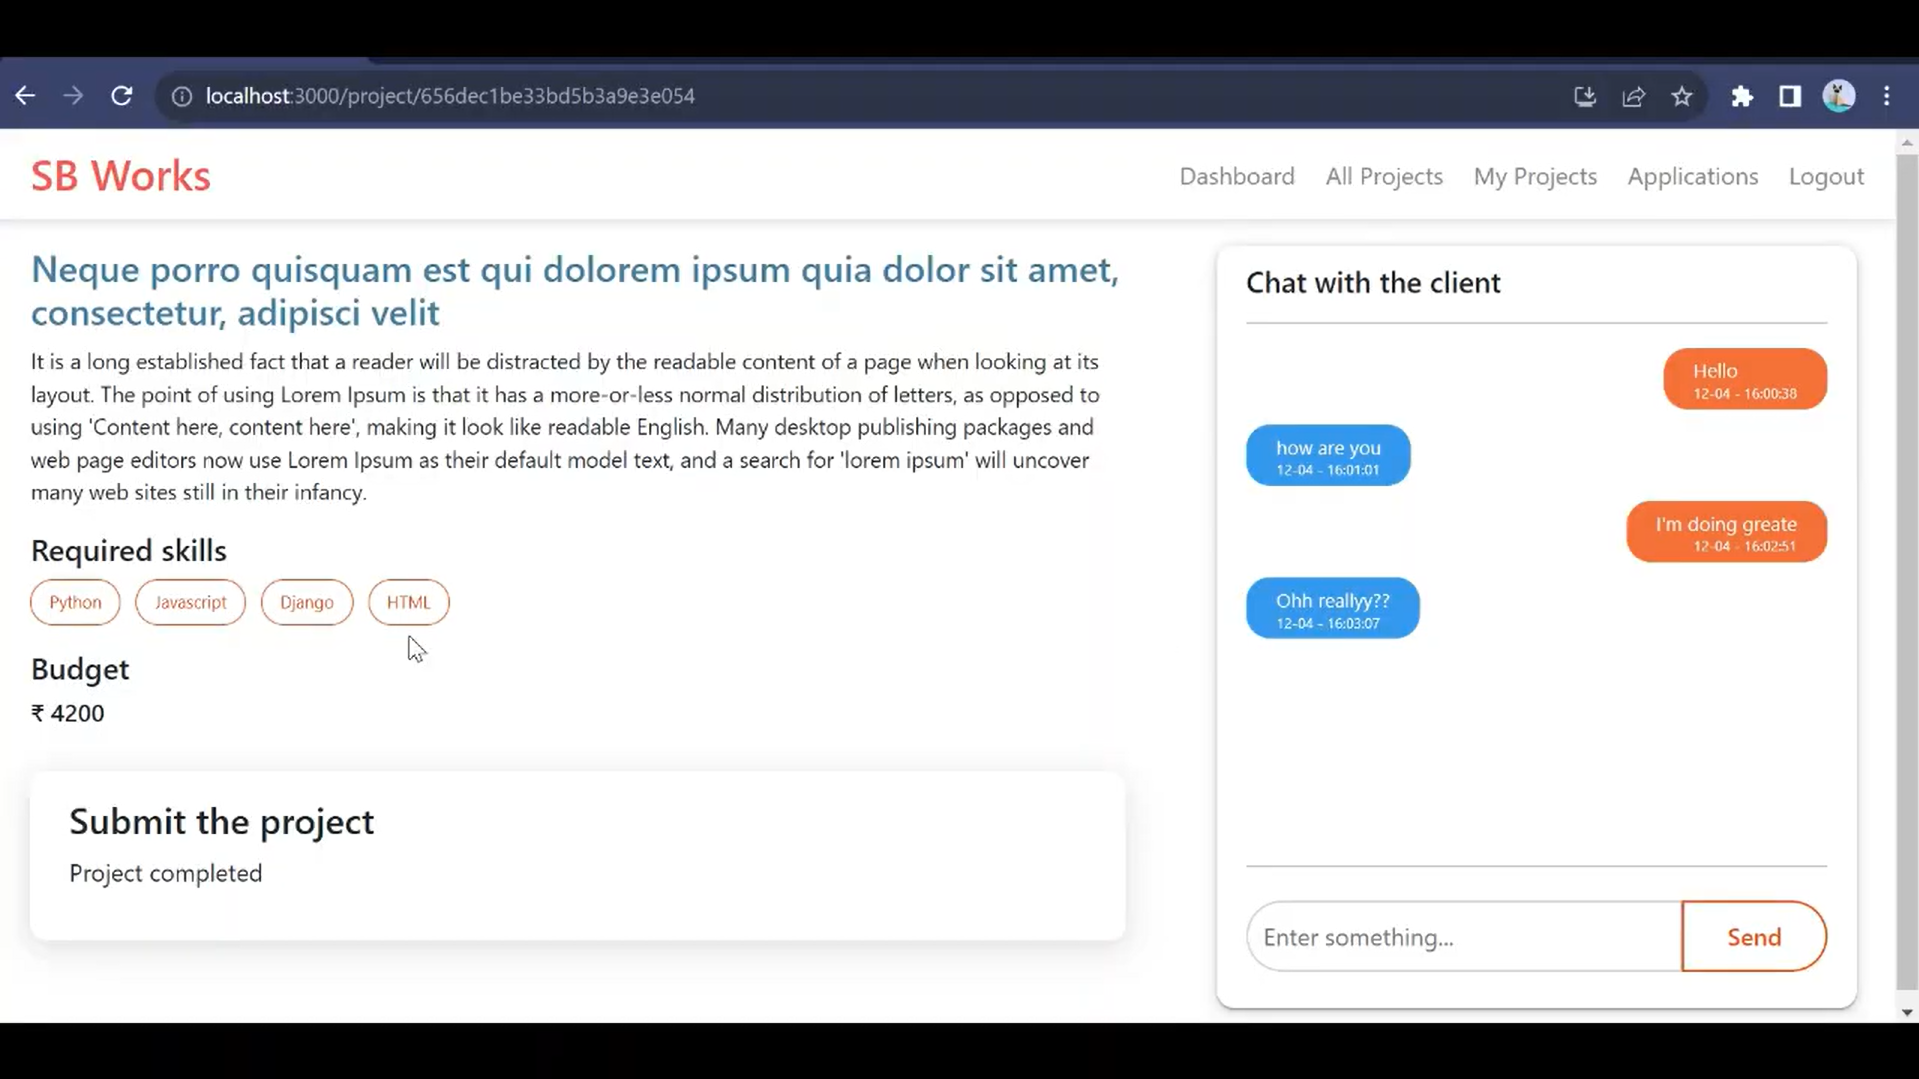 localhost:3000/project/656dec1be33bd5b3a9e3e054
SB Works
Dashboard
All Projects
My Projects
Applications
Logout
Neque porro quisquam est qui dolorem ipsum quia dolor sit amet,
consectetur, adipisci velit
It is a long established fact that a reader will be distracted by the readable content of a page when looking at its
layout. The point of using Lorem Ipsum is that it has a more-or-less normal distribution of letters, as opposed to
using 'Content here, content here', making it look like readable English. Many desktop publishing packages and
web page editors now use Lorem Ipsum as their default model text, and a search for 'lorem ipsum' will uncover
many web sites still in their infancy.
Required skills
Python
Javascript
Django
HTML
Budget
₹ 4200
Submit the project
Project completed
Chat with the client
Hello
12-04 - 16:00:38
how are you
12-04 - 16:01:01
I'm doing greate
12-04 - 16:02:51
Ohh reallyy??
12-04 - 16:03:07
Enter something...
Send